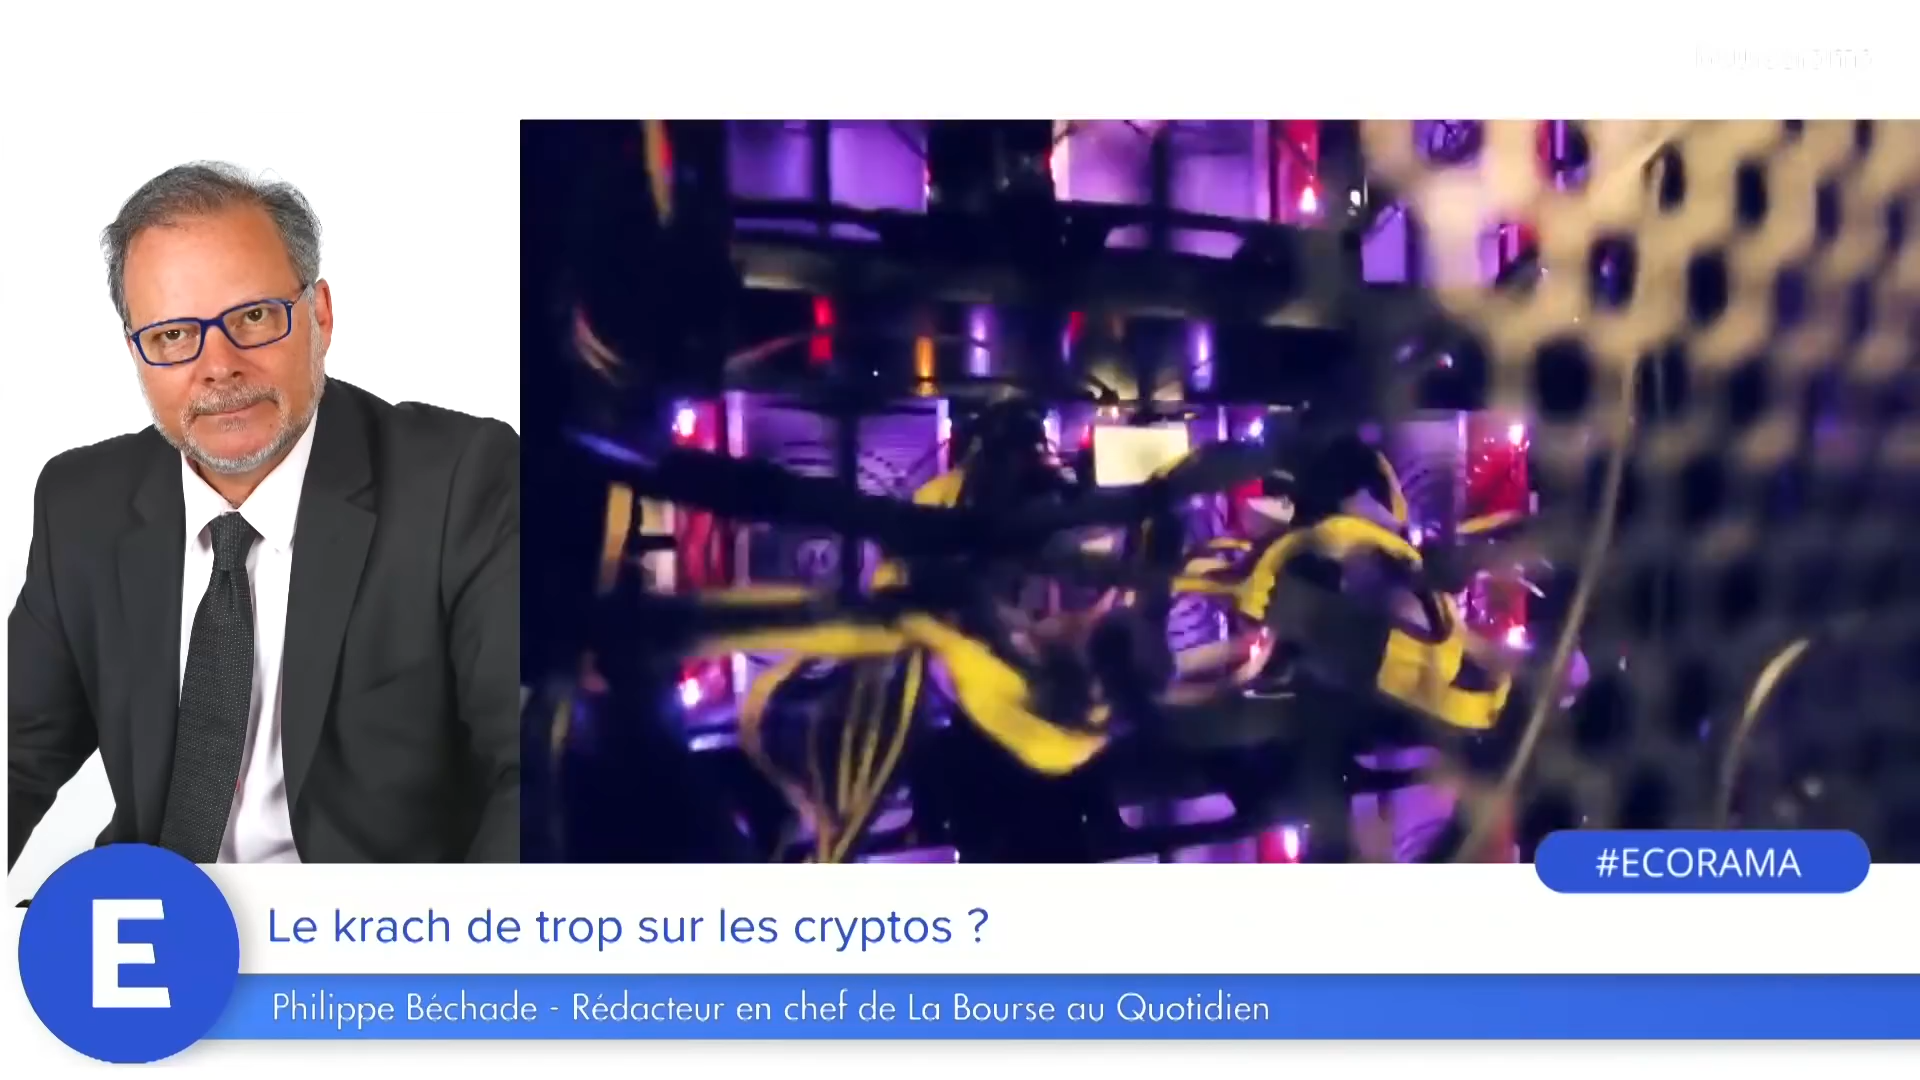 #ECORAMA
E
Le krach de trop sur les cryptos ?
Philippe Béchade - Rédacteur en chef de La Bourse au Quotidien